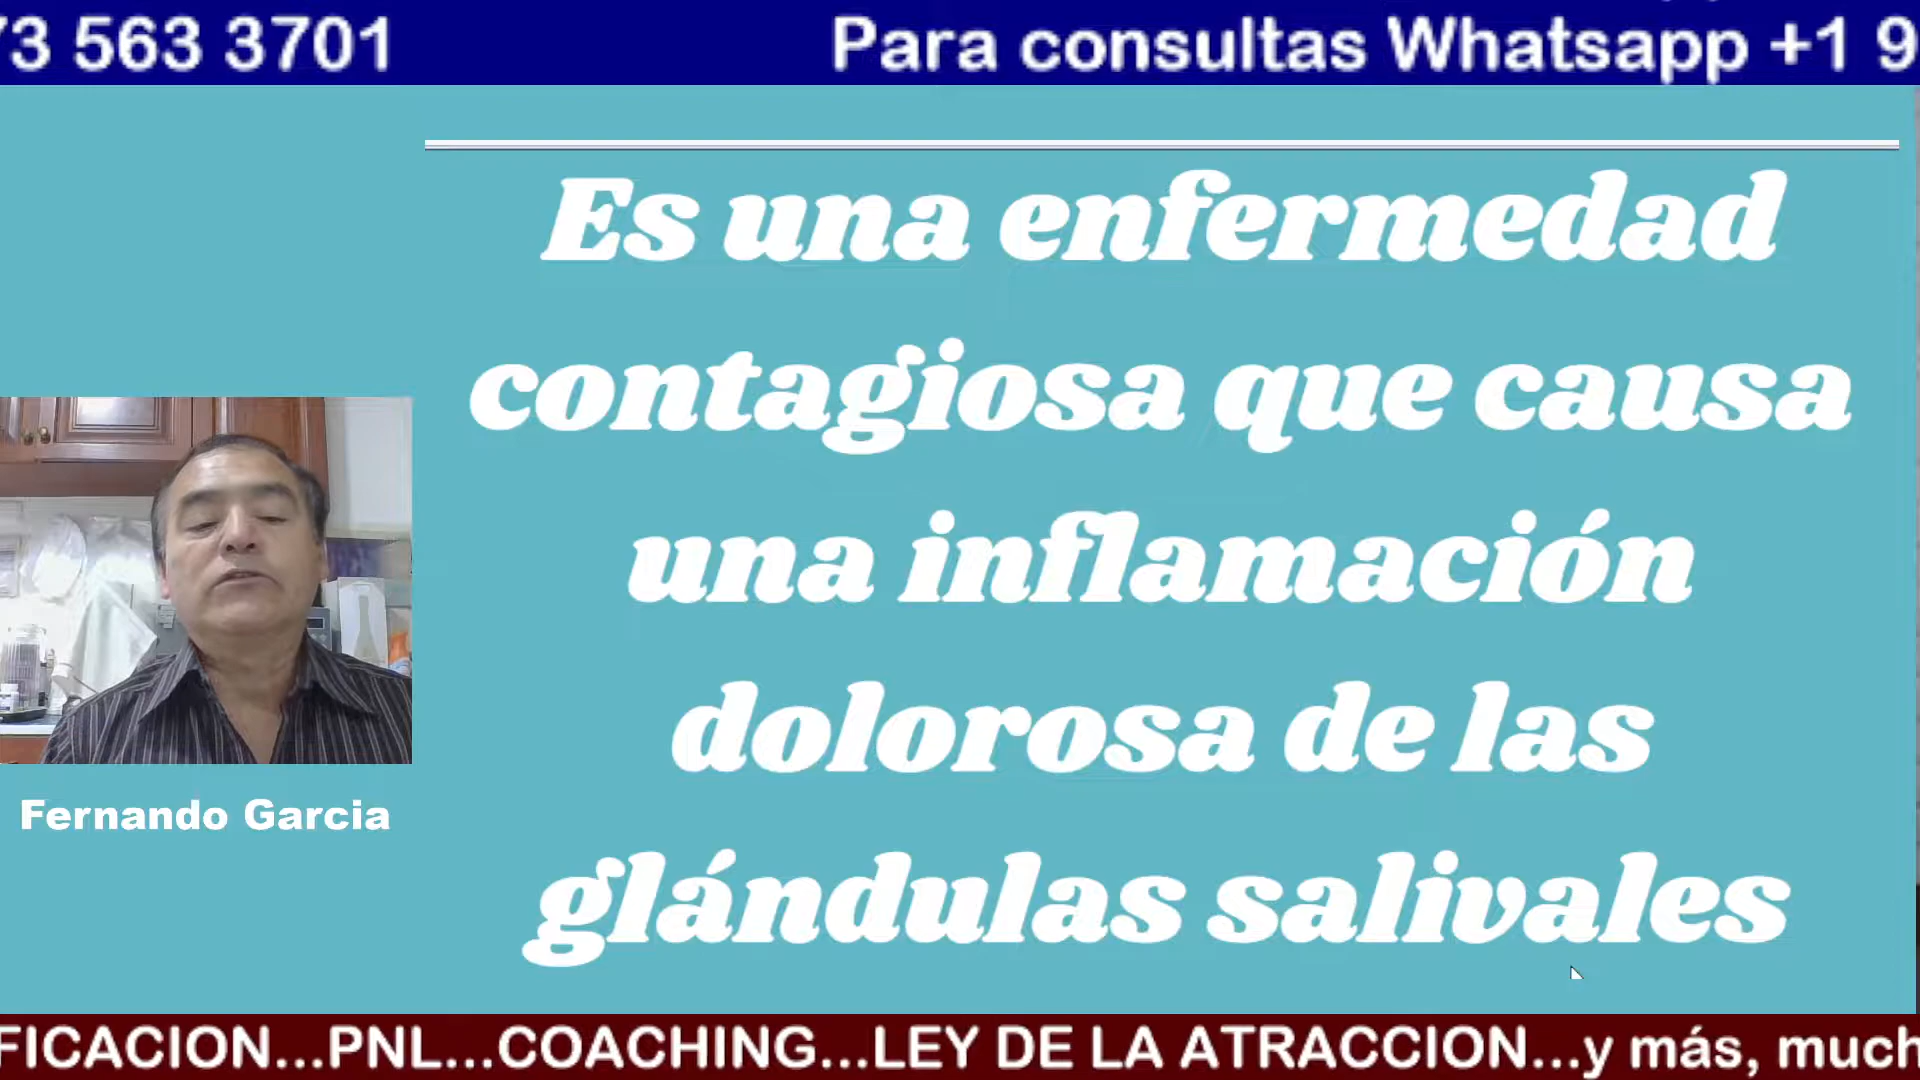 73 563 3701 Para consultas Whatsapp +1 9
Es una enfermedad
contagiosa que causa
una inflamación
dolorosa de las
glándulas salivales
Fernando Garcia
FICACION...PNL...COACHING...LEY DE LA ATRACCION...y más, much